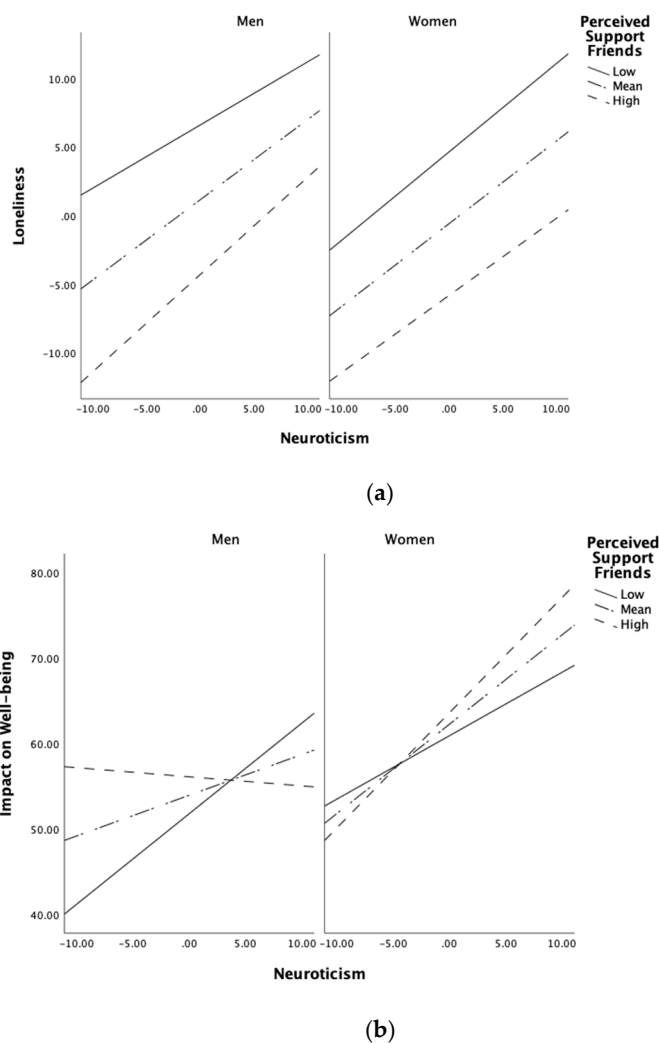 Men
Women
Perceived
Support
Friends
Low
Mean
High
10.00
5.00
.00
−5.00
−10.00
Loneliness
−10.00 −5.00 .00 5.00 10.00 −10.00 −5.00 .00 5.00 10.00
Neuroticism
(a)
Men
Women
Perceived
Support
Friends
Low
Mean
High
80.00
70.00
60.00
50.00
40.00
Impact on Well−being
−10.00 −5.00 .00 5.00 10.00 −10.00 −5.00 .00 5.00 10.00
Neuroticism
(b)